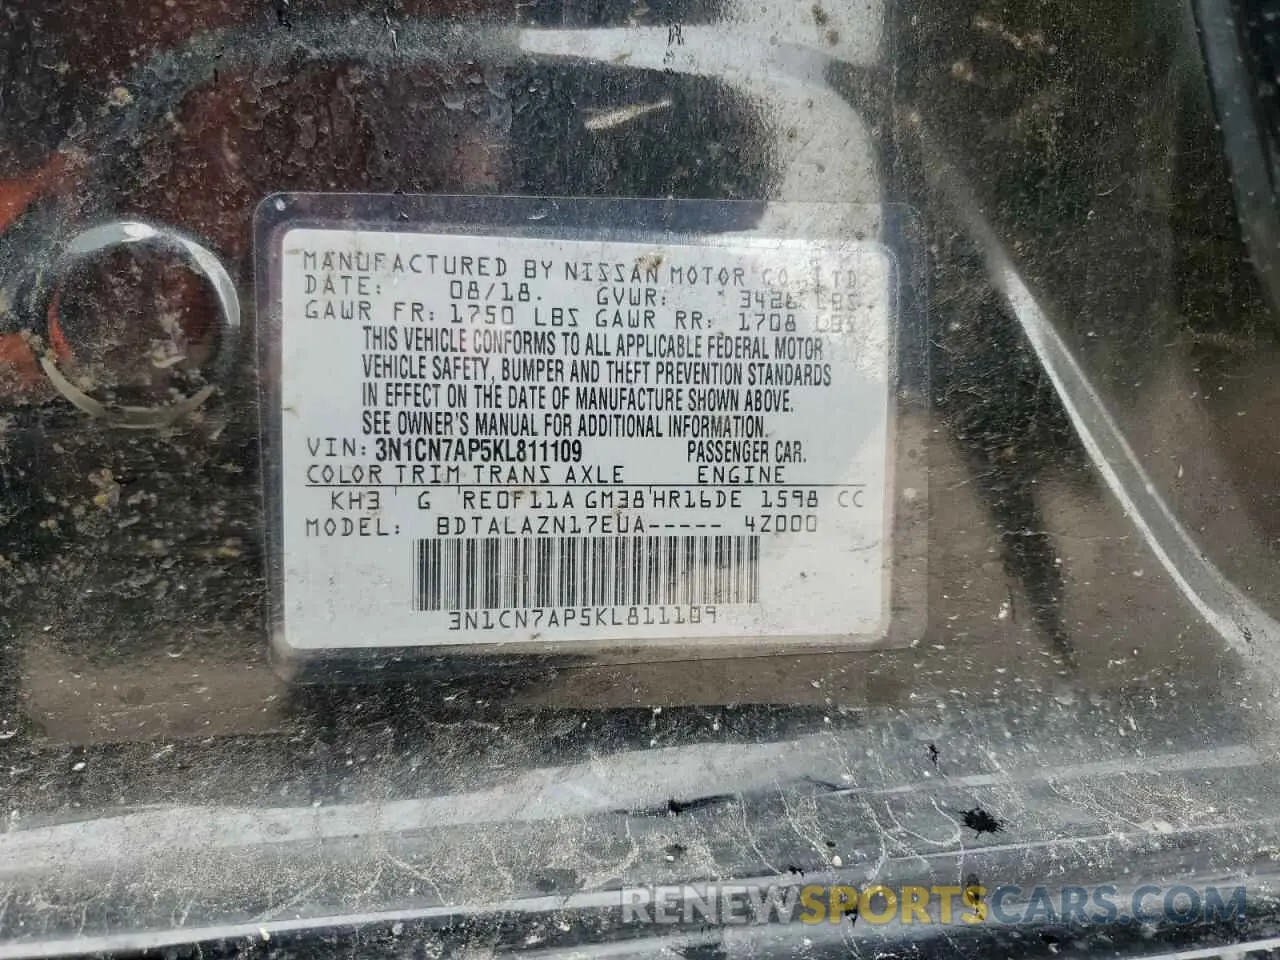 MANUFACTURED BY NISSAN MOTOR CO., LTD
DATE: 08/18. GVWR: 3426 LBS
GAWR FR: 1750 LBS GAWR RR: 1708 LBS
THIS VEHICLE CONFORMS TO ALL APPLICABLE FEDERAL MOTOR
VEHICLE SAFETY, BUMPER AND THEFT PREVENTION STANDARDS
IN EFFECT ON THE DATE OF MANUFACTURE SHOWN ABOVE.
SEE OWNER'S MANUAL FOR ADDITIONAL INFORMATION.
VIN: 3N1CN7AP5KL811109 PASSENGER CAR.
COLOR TRIM TRANS AXLE ENGINE
KH3 G RE0F11A GM38 HR16DE 1598 CC
MODEL: BDTALAZN17EUA----- 4Z000
3N1CN7AP5KL811109
RENEWSPORTSCARS.COM